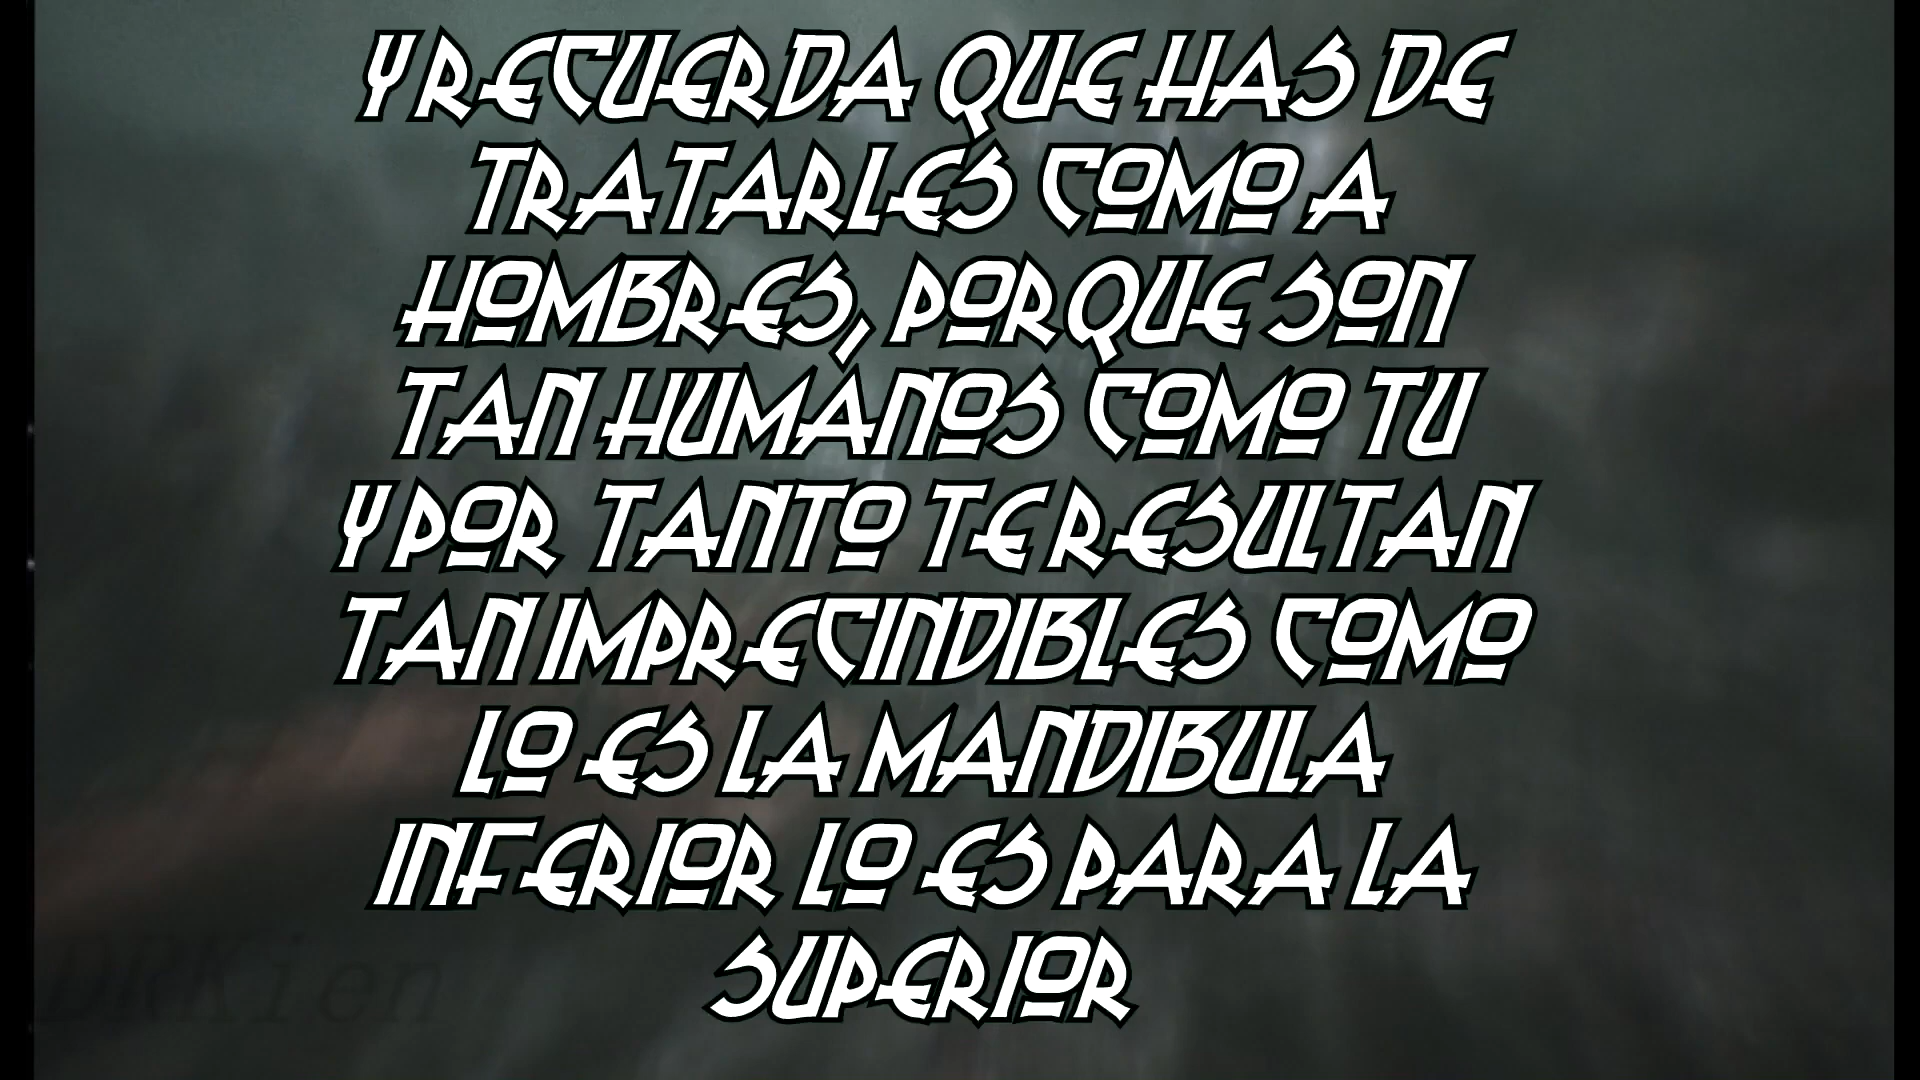 Y RECUERDA QUE HAS DE
TRATARLES COMO A
HOMBRES, PORQUE SON
TAN HUMANOS COMO TU
Y POR TANTO TE RESULTAN
TAN IMPRECINDIBLES COMO
LO ES LA MANDIBULA
INFERIOR LO ES PARA LA
SUPERIOR